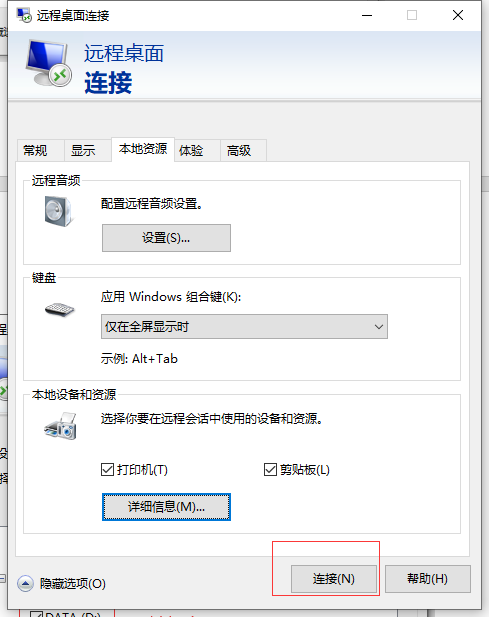 远程桌面连接
远程桌面
连接
常规 显示 本地资源 体验 高级
远程音频
配置远程音频设置。
设置(S)...
键盘
应用 Windows 组合键(K):
仅在全屏显示时
示例: Alt+Tab
本地设备和资源
选择你要在远程会话中使用的设备和资源。
打印机(T) 剪贴板(L)
详细信息(M)...
隐藏选项(O) 连接(N) 帮助(H)
DATA (D:)